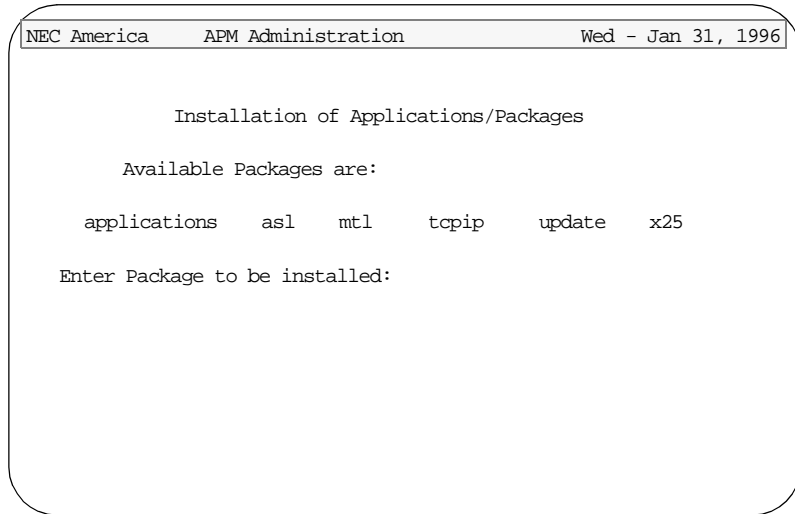 NEC America APM Administration Wed - Jan 31, 1996
Installation of Applications/Packages
Available Packages are:
applications asl mtl tcpip update x25
Enter Package to be installed: